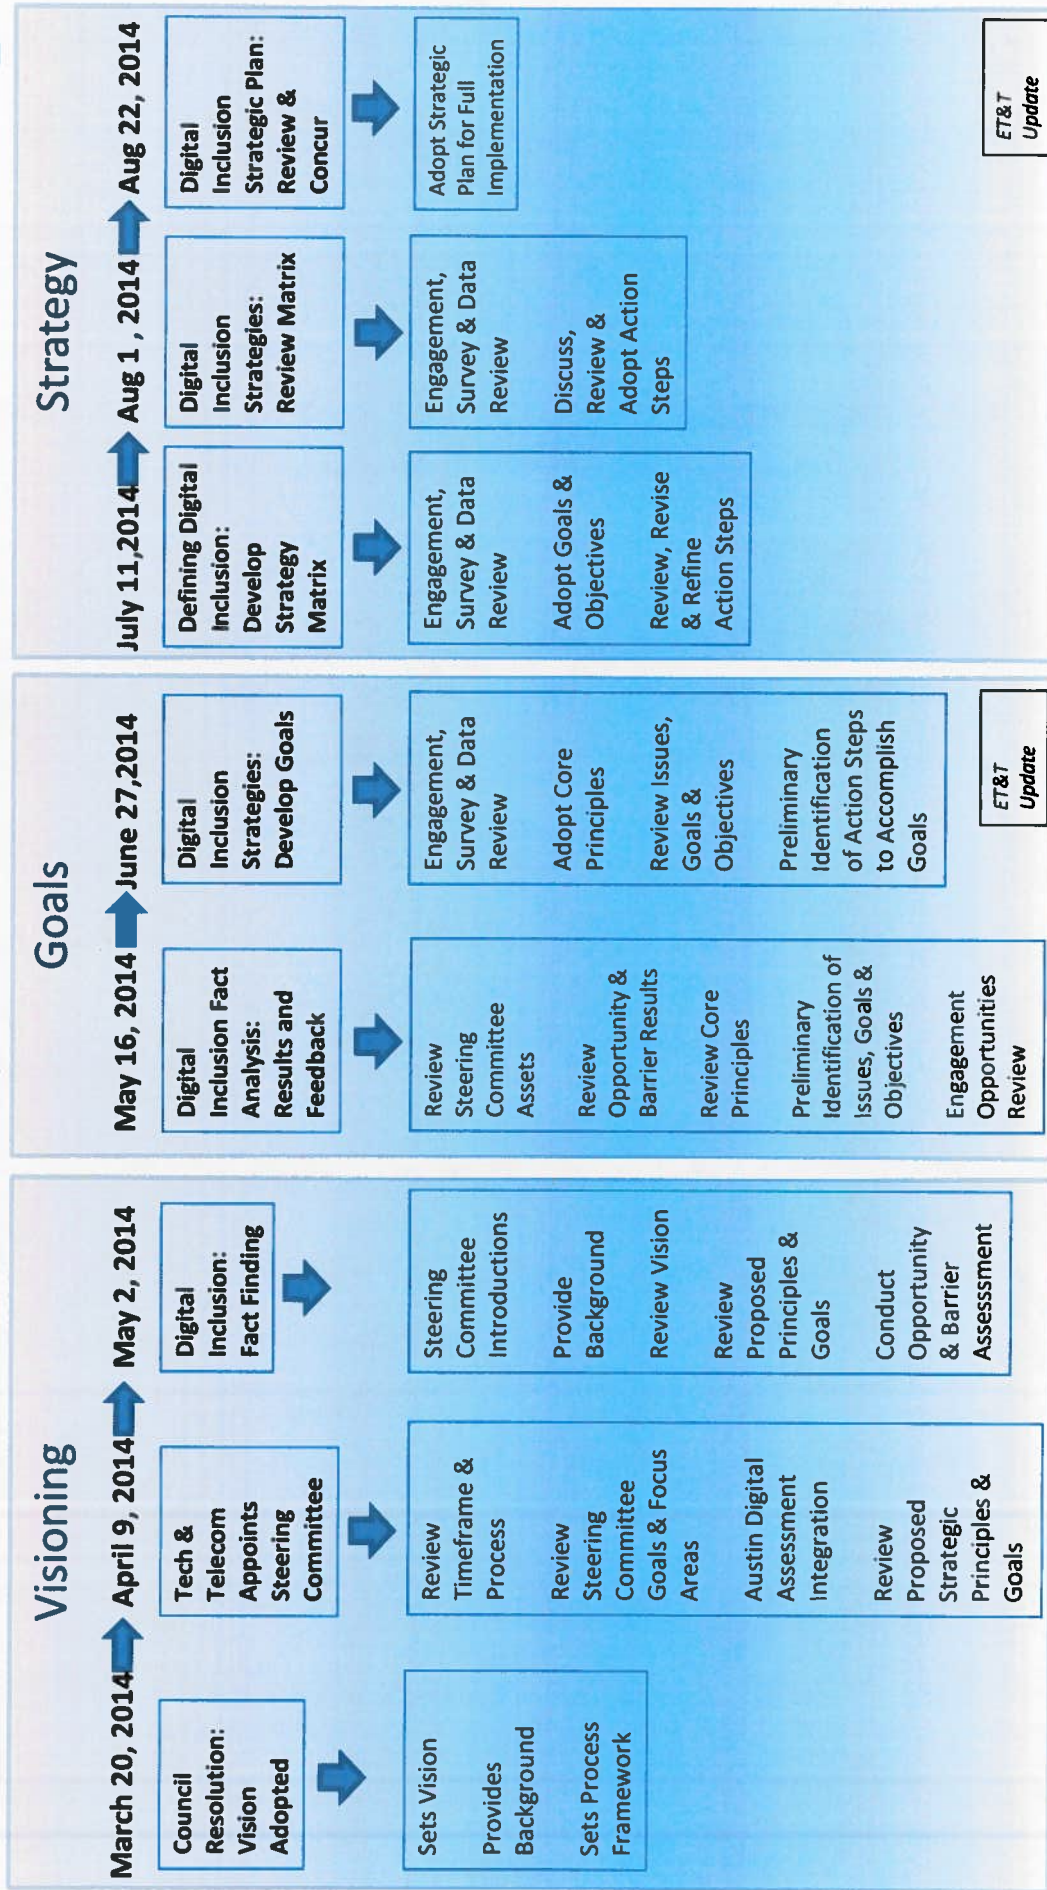 Visioning
March 20, 2014
April 9, 2014
May 2, 2014
Council
Resolution:
Vision
Adopted
Sets Vision
Provides
Background
Sets Process
Framework
Tech &
Telecom
Appoints
Steering
Committee
Review
Timeframe &
Process
Review
Steering
Committee
Goals & Focus
Areas
Austin Digital
Assessment
Integration
Review
Proposed
Strategic
Principles &
Goals
Digital
Inclusion:
Fact Finding
Steering
Committee
Introductions
Provide
Background
Review Vision
Review
Proposed
Principles &
Goals
Conduct
Opportunity
& Barrier
Assesssment
Goals
May 16, 2014
June 27,2014
Digital
Inclusion Fact
Analysis:
Results and
Feedback
Review
Steering
Committee
Assets
Review
Opportunity &
Barrier Results
Review Core
Principles
Preliminary
Identification of
Issues, Goals &
Objectives
Engagement
Opportunities
Review
Digital
Inclusion
Strategies:
Develop Goals
Engagement,
Survey & Data
Review
Adopt Core
Principles
Review Issues,
Goals &
Objectives
Preliminary
Identification
of Action Steps
to Accomplish
Goals
ET&T
Update
Strategy
July 11,2014
Aug 1 , 2014
Aug 22, 2014
Defining Digital
Inclusion:
Develop
Strategy
Matrix
Engagement,
Survey & Data
Review
Adopt Goals &
Objectives
Review, Revise
& Refine
Action Steps
Digital
Inclusion
Strategies:
Review Matrix
Engagement,
Survey & Data
Review
Discuss,
Review &
Adopt Action
Steps
Digital
Inclusion
Strategic Plan:
Review &
Concur
Adopt Strategic
Plan for Full
Implementation
ET&T
Update